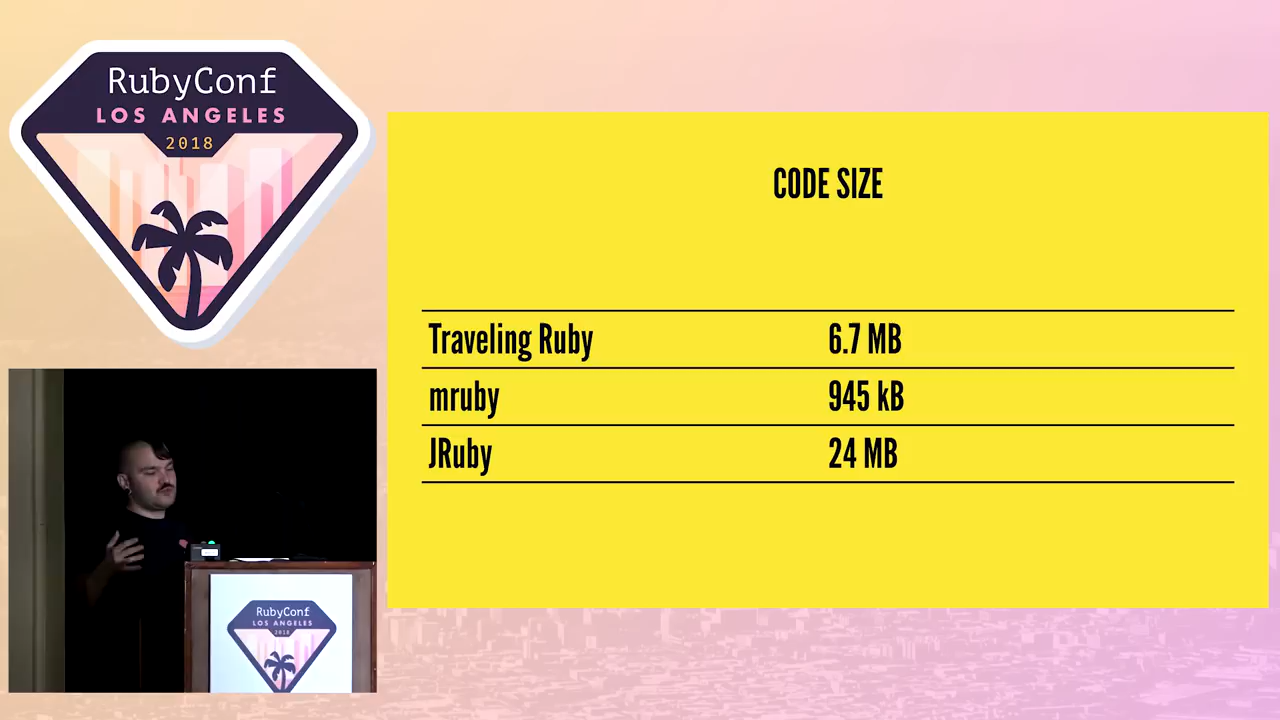 RubyConf
LOS ANGELES
2018
CODE SIZE
Traveling Ruby 6.7 MB
mruby 945 kB
JRuby 24 MB
RubyConf
LOS ANGELES
2018